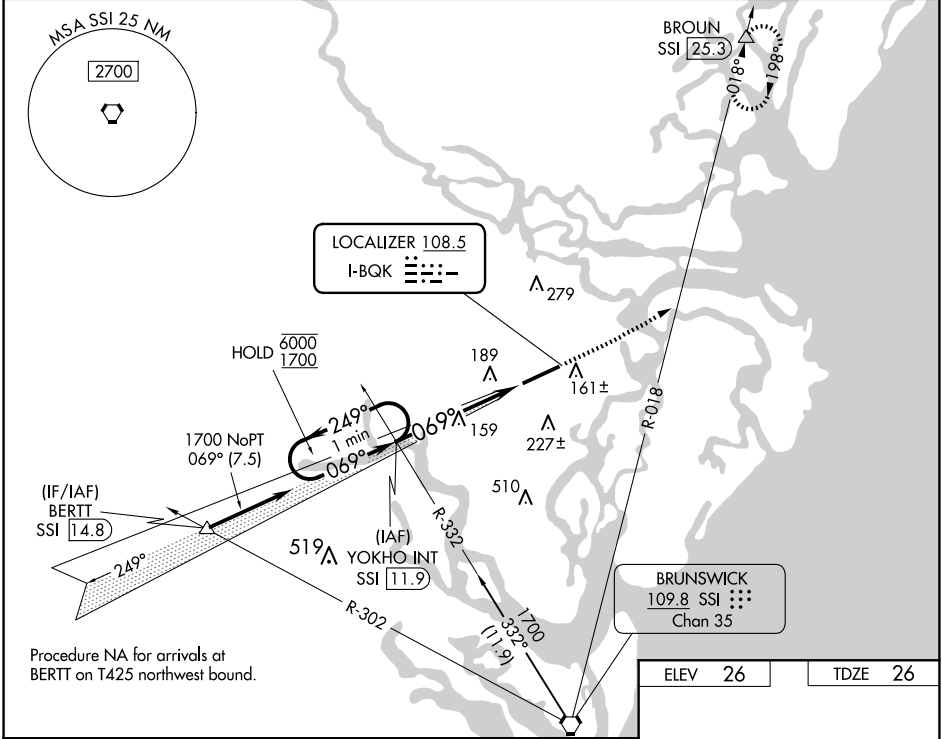 MSA SSI 25 NM
2700
BROUN
SSI 25.3
018°
198°
LOCALIZER 108.5
I-BQK
279
HOLD 6000
1700
189
161±
249°
1 min
069°
069°
159
227±
1700 NoPT
069° (7.5)
R-018
510
(IF/IAF)
BERTT
SSI 14.8
R-332
519
(IAF)
YOKHO INT
SSI 11.9
249°
R-302
1700
332°
(11.9)
BRUNSWICK
109.8 SSI
Chan 35
Procedure NA for arrivals at
BERTT on T425 northwest bound.
ELEV 26
TDZE 26